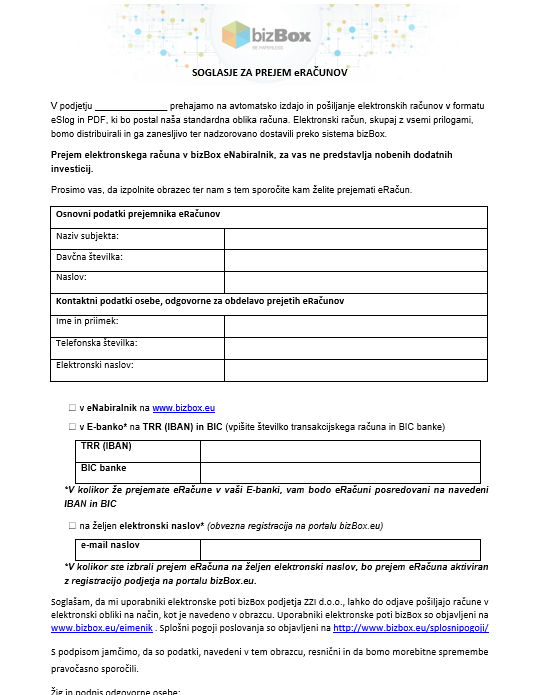 bizBox
BE PAPERLESS
SOGLASJE ZA PREJEM eRAČUNOV
V podjetju _______________ prehajamo na avtomatsko izdajo in pošiljanje elektronskih računov v formatu
eSlog in PDF, ki bo postal naša standardna oblika računa. Elektronski račun, skupaj z vsemi prilogami,
bomo distribuirali in ga zanesljivo ter nadzorovano dostavili preko sistema bizBox.
Prejem elektronskega računa v bizBox eNabiralnik, za vas ne predstavlja nobenih dodatnih
investicij.
Prosimo vas, da izpolnite obrazec ter nam s tem sporočite kam želite prejemati eRačun.
Osnovni podatki prejemnika eRačunov
Naziv subjekta:
Davčna številka:
Naslov:
Kontaktni podatki osebe, odgovorne za obdelavo prejetih eRačunov
Ime in priimek:
Telefonska številka:
Elektronski naslov:
☐ v eNabiralnik na www.bizbox.eu
☐ v E-banko* na TRR (IBAN) in BIC (vpišite številko transakcijskega računa in BIC banke)
TRR (IBAN)
BIC banke
*V kolikor že prejemate eRačune v vaši E-banki, vam bodo eRačuni posredovani na navedeni
IBAN in BIC
☐ na željen elektronski naslov* (obvezna registracija na portalu bizBox.eu)
e-mail naslov
*V kolikor ste izbrali prejem eRačuna na željen elektronski naslov, bo prejem eRačuna aktiviran
z registracijo podjetja na portalu bizBox.eu.
Soglašam, da mi uporabniki elektronske poti bizBox podjetja ZZI d.o.o., lahko do odjave pošiljajo račune v
elektronski obliki na način, kot je navedeno v obrazcu. Uporabniki elektronske poti bizBox so objavljeni na
www.bizbox.eu/eimenik . Splošni pogoji poslovanja so objavljeni na http://www.bizbox.eu/splosnipogoji/
S podpisom jamčimo, da so podatki, navedeni v tem obrazcu, resnični in da bomo morebitne spremembe
pravočasno sporočili.
Žig in podpis odgovorne osebe: